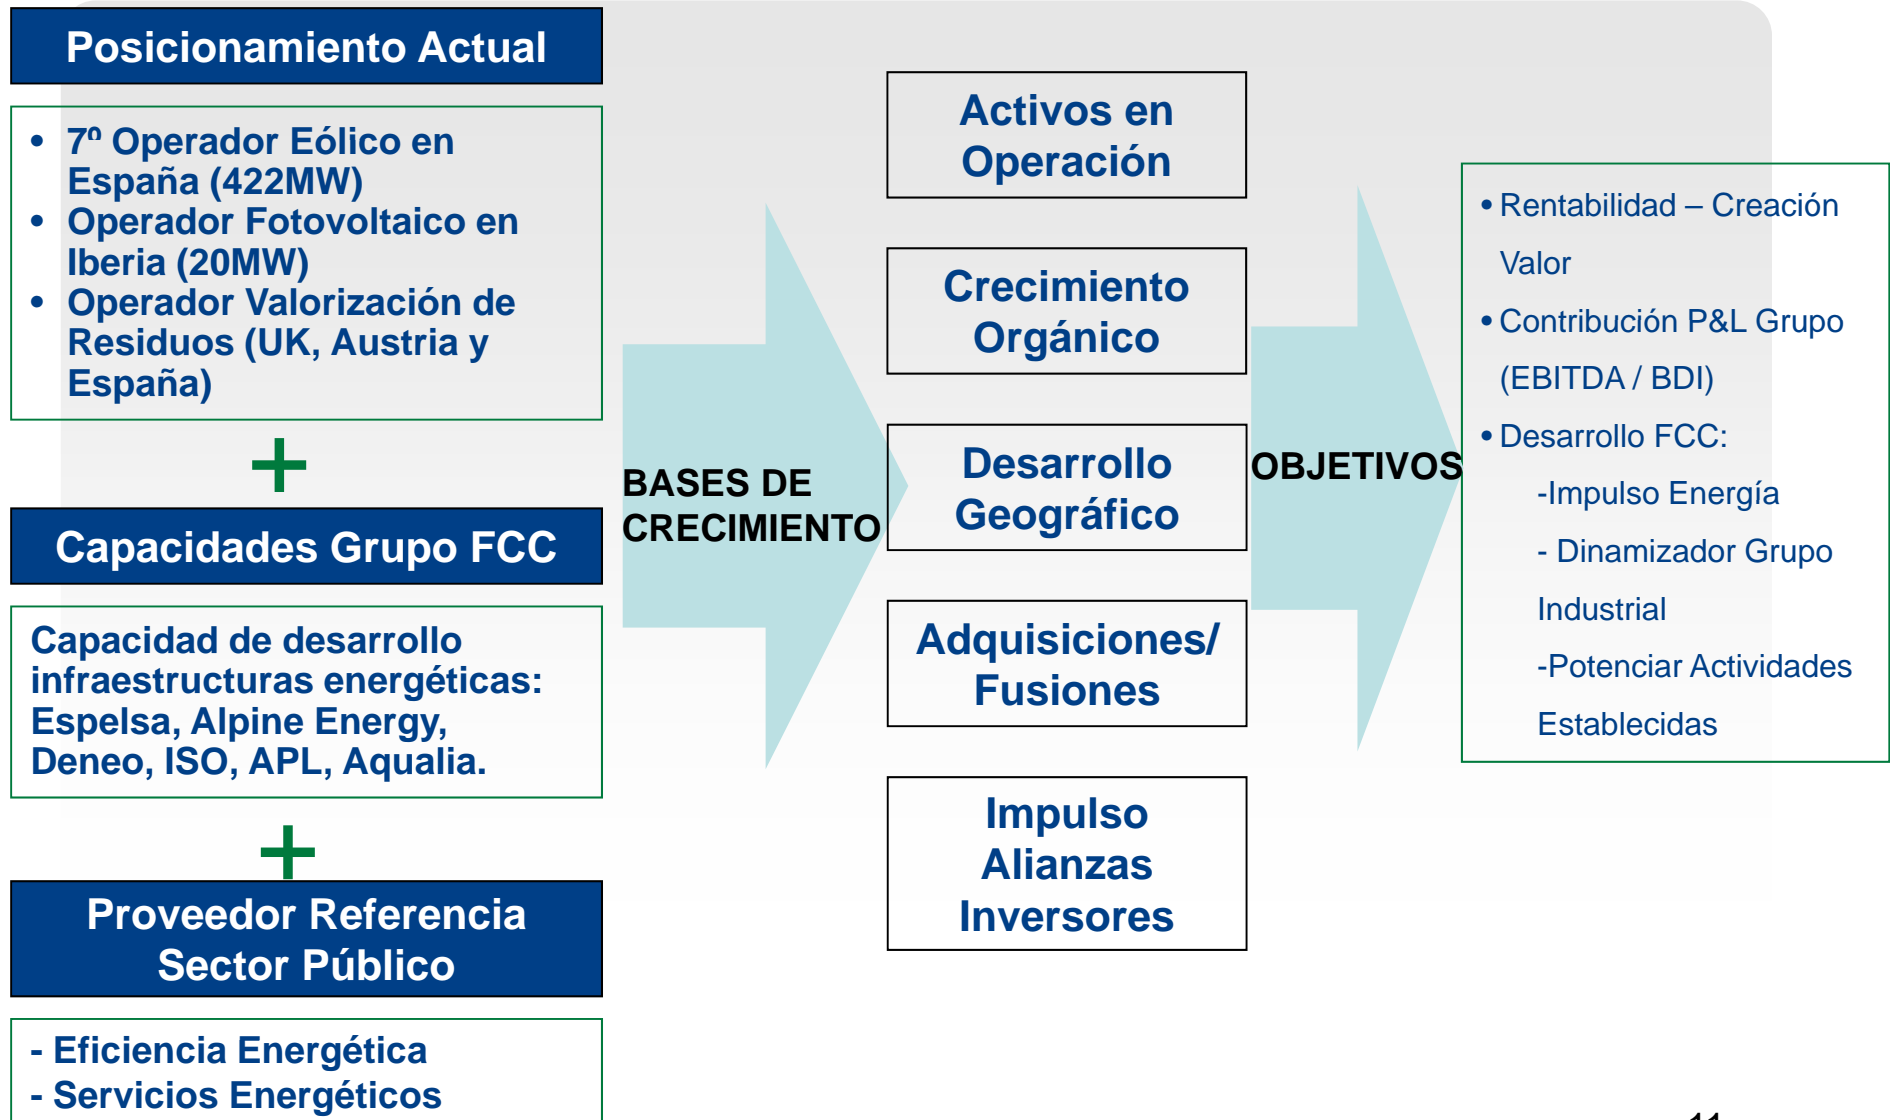 Posicionamiento Actual
• 7º Operador Eólico en
España (422MW)
• Operador Fotovoltaico en
Iberia (20MW)
• Operador Valorización de
Residuos (UK, Austria y
España)
+
Capacidades Grupo FCC
Capacidad de desarrollo
infraestructuras energéticas:
Espelsa, Alpine Energy,
Deneo, ISO, APL, Aqualia.
+
Proveedor Referencia
Sector Público
- Eficiencia Energética
- Servicios Energéticos
BASES DE
CRECIMIENTO
Activos en
Operación
Crecimiento
Orgánico
Desarrollo
Geográfico
Adquisiciones/
Fusiones
Impulso
Alianzas
Inversores
OBJETIVOS
• Rentabilidad – Creación
Valor
• Contribución P&L Grupo
(EBITDA / BDI)
• Desarrollo FCC:
-Impulso Energía
- Dinamizador Grupo
Industrial
-Potenciar Actividades
Establecidas
11